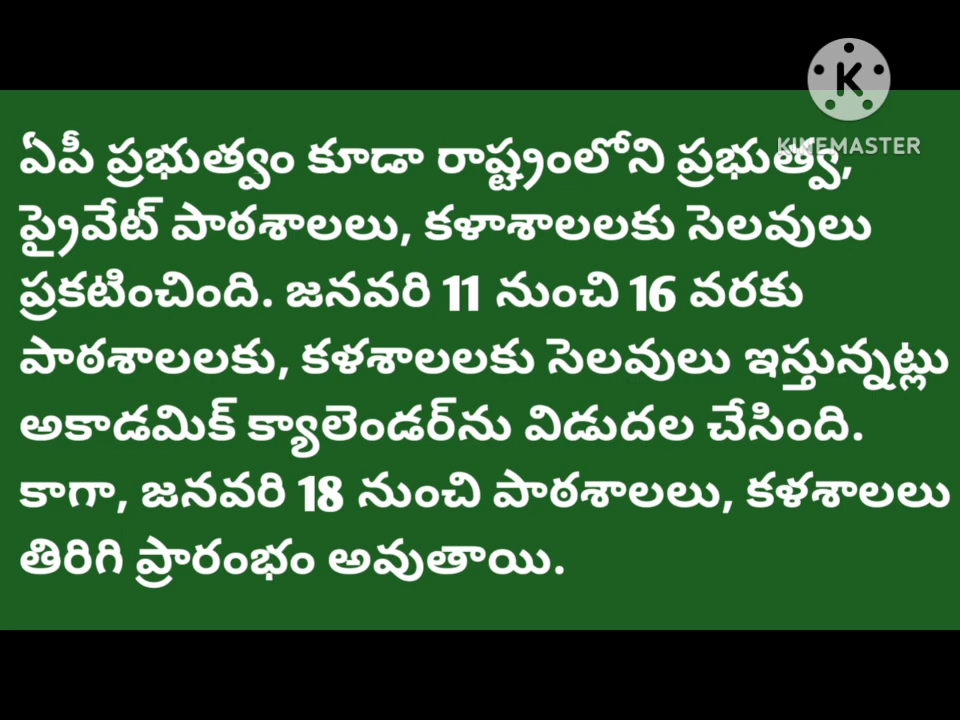 KINEMASTER
ఏపీ ప్రభుత్వం కూడా రాష్ట్రంలోని ప్రభుత్వ,
ప్రైవేట్ పాఠశాలలు, కళాశాలలకు సెలవులు
ప్రకటించింది. జనవరి 11 నుంచి 16 వరకు
పాఠశాలలకు, కళశాలలకు సెలవులు ఇస్తున్నట్లు
అకాడమిక్ క్యాలెండర్‌ను విడుదల చేసింది.
కాగా, జనవరి 18 నుంచి పాఠశాలలు, కళశాలలు
తిరిగి ప్రారంభం అవుతాయి.